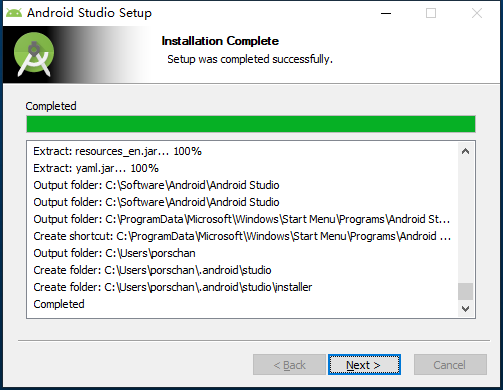 Android Studio Setup
Installation Complete
Setup was completed successfully.
Completed
Extract: resources_en.jar... 100%
Extract: yaml.jar... 100%
Output folder: C:\Software\Android\Android Studio
Output folder: C:\Software\Android\Android Studio
Output folder: C:\ProgramData\Microsoft\Windows\Start Menu\Programs\Android St...
Create shortcut: C:\ProgramData\Microsoft\Windows\Start Menu\Programs\Android ...
Output folder: C:\Users\porschan
Create folder: C:\Users\porschan\.android\studio
Create folder: C:\Users\porschan\.android\studio\installer
Completed
< Back Next > Cancel